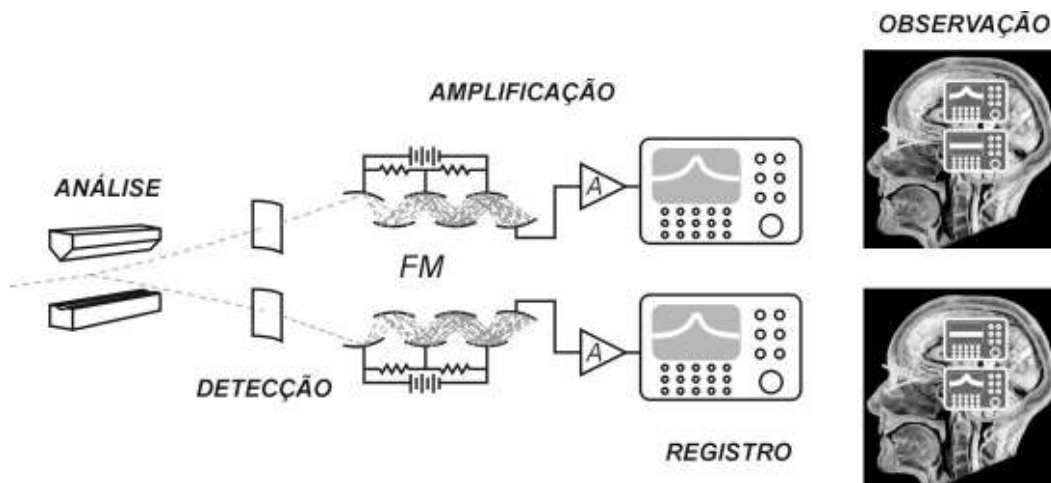 OBSERVAÇÃO
AMPLIFICAÇÃO
ANÁLISE
A
FM
A
DETECÇÃO
REGISTRO